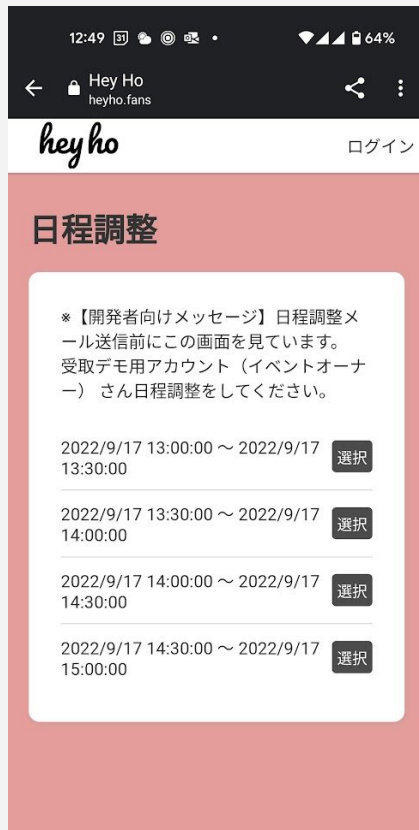 12:49 31 64%
Hey Ho
heyho.fans
hey ho ログイン
日程調整
※【開発者向けメッセージ】日程調整メ
ール送信前にこの画面を見ています。
受取デモ用アカウント（イベントオーナ
ー） さん日程調整をしてください。
2022/9/17 13:00:00 〜 2022/9/17
13:30:00 選択
2022/9/17 13:30:00 〜 2022/9/17
14:00:00 選択
2022/9/17 14:00:00 〜 2022/9/17
14:30:00 選択
2022/9/17 14:30:00 〜 2022/9/17
15:00:00 選択